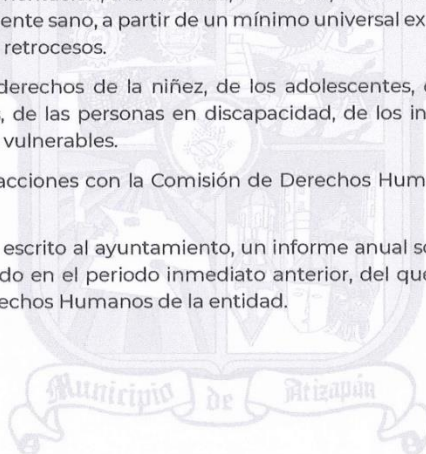 ente sano, a partir de un mínimo universal ex
retrocesos.
derechos de la niñez, de los adolescentes,
, de las personas en discapacidad, de los in
vulnerables.
acciones con la Comisión de Derechos Hum
escrito al ayuntamiento, un informe anual so
do en el periodo inmediato anterior, del que
echos Humanos de la entidad.
Municipio de Atizapán